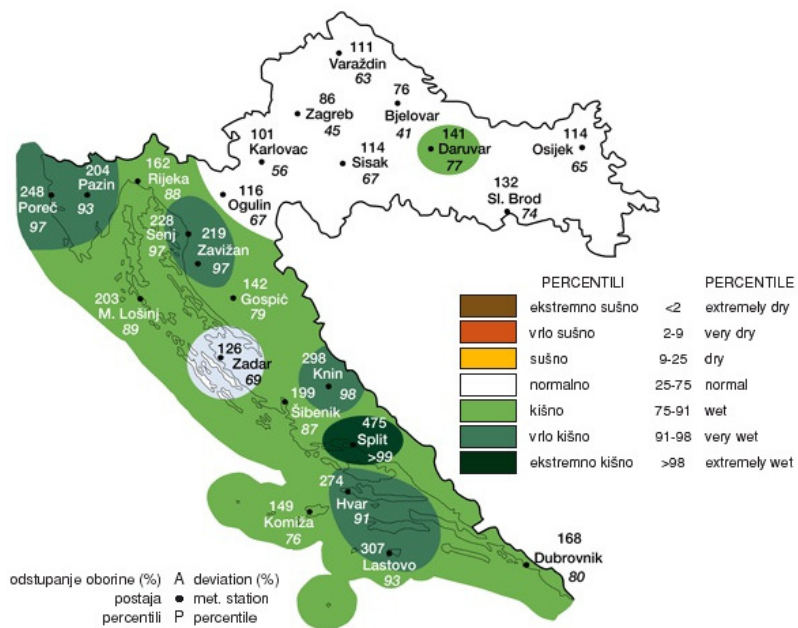 111
Varaždin
63
86
Zagreb
45
76
Bjelovar
41
101
Karlovac
56
114
Sisak
67
141
Daruvar
77
114
Osijek
65
132
Sl. Brod
74
116
Ogulin
67
248
Poreč
97
204
Pazin
93
162
Rijeka
88
228
Senj
97
219
Zavižan
97
142
Gospić
79
203
M. Lošinj
89
126
Zadar
69
298
Knin
98
199
Šibenik
87
475
Split
>99
274
Hvar
91
149
Komiža
76
307
Lastovo
93
168
Dubrovnik
80
PERCENTILI PERCENTILE
ekstremno sušno <2 extremely dry
vrlo sušno 2-9 very dry
sušno 9-25 dry
normalno 25-75 normal
kišno 75-91 wet
vrlo kišno 91-98 very wet
ekstremno kišno >98 extremely wet
odstupanje oborine (%) A deviation (%)
postaja met. station
percentili P percentile